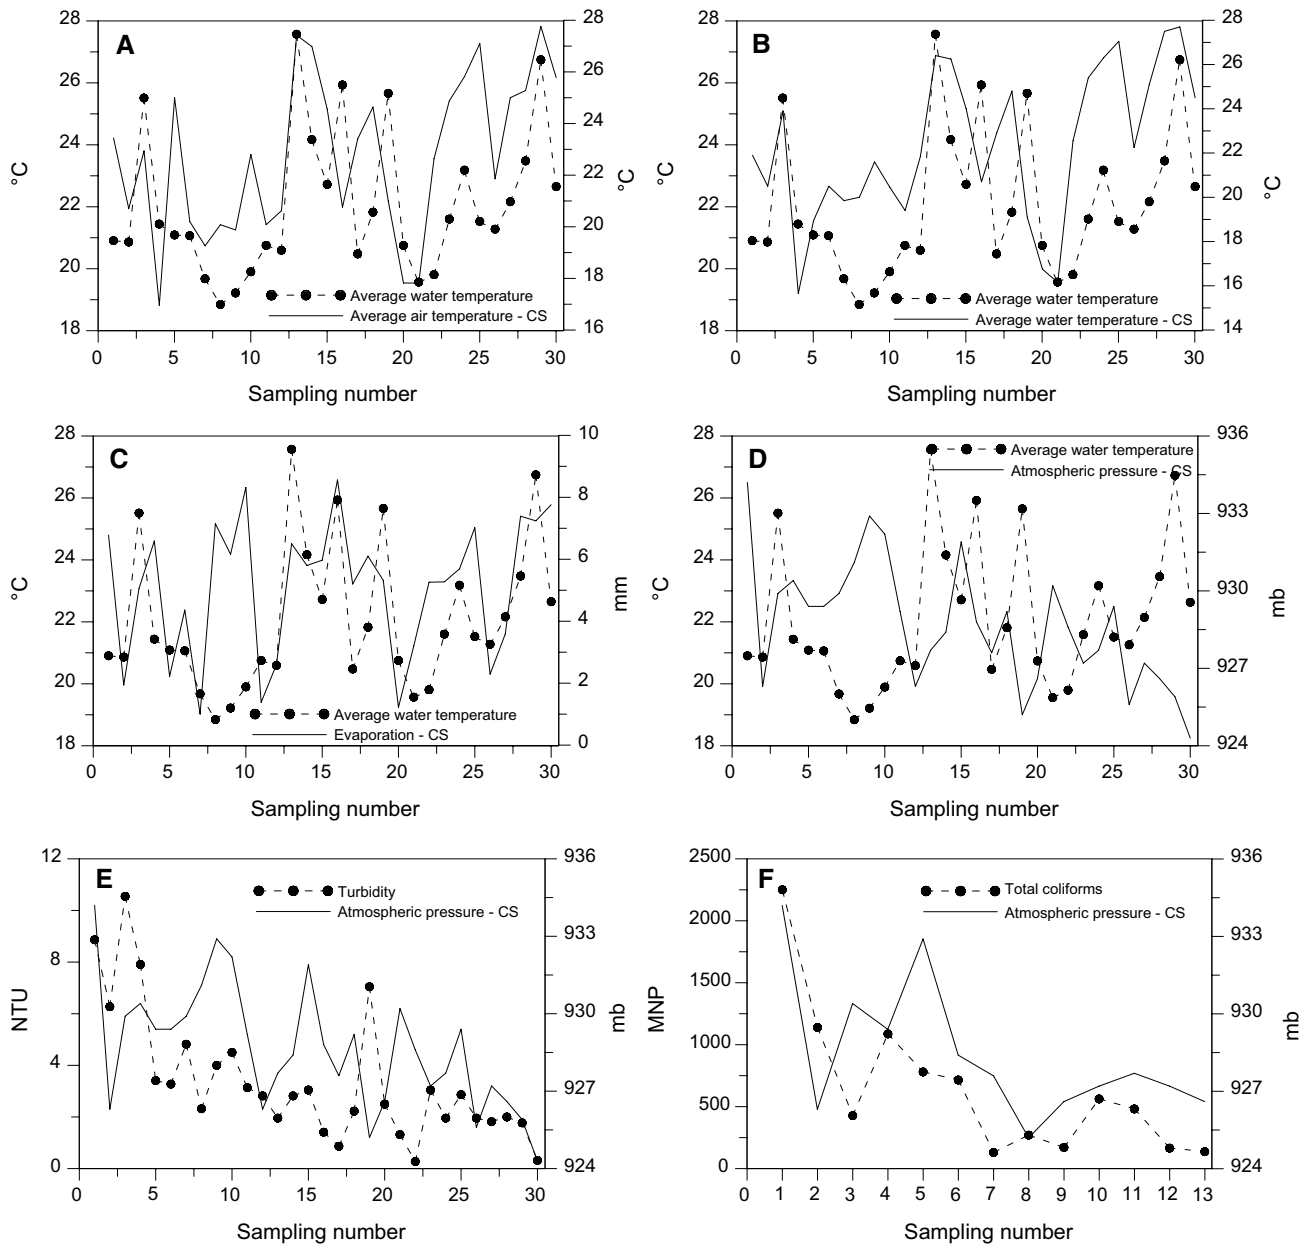 A
28
26
24
22
20
18
°C
28
26
24
22
20
18
16
°C
Average water temperature
Average air temperature - CS
0 5 10 15 20 25 30
Sampling number
B
28
26
24
22
20
18
°C
28
26
24
22
20
18
16
14
°C
Average water temperature
Average water temperature - CS
0 5 10 15 20 25 30
Sampling number
C
28
26
24
22
20
18
°C
10
8
6
4
2
0
mm
Average water temperature
Evaporation - CS
0 5 10 15 20 25 30
Sampling number
D
28
26
24
22
20
18
°C
936
933
930
927
924
mb
Average water temperature
Atmospheric pressure - CS
0 5 10 15 20 25 30
Sampling number
E
12
8
4
0
NTU
936
933
930
927
924
mb
Turbidity
Atmospheric pressure - CS
0 5 10 15 20 25 30
Sampling number
F
2500
2000
1500
1000
500
0
MNP
936
933
930
927
924
mb
Total coliforms
Atmospheric pressure - CS
0 1 2 3 4 5 6 7 8 9 10 11 12 13
Sampling number